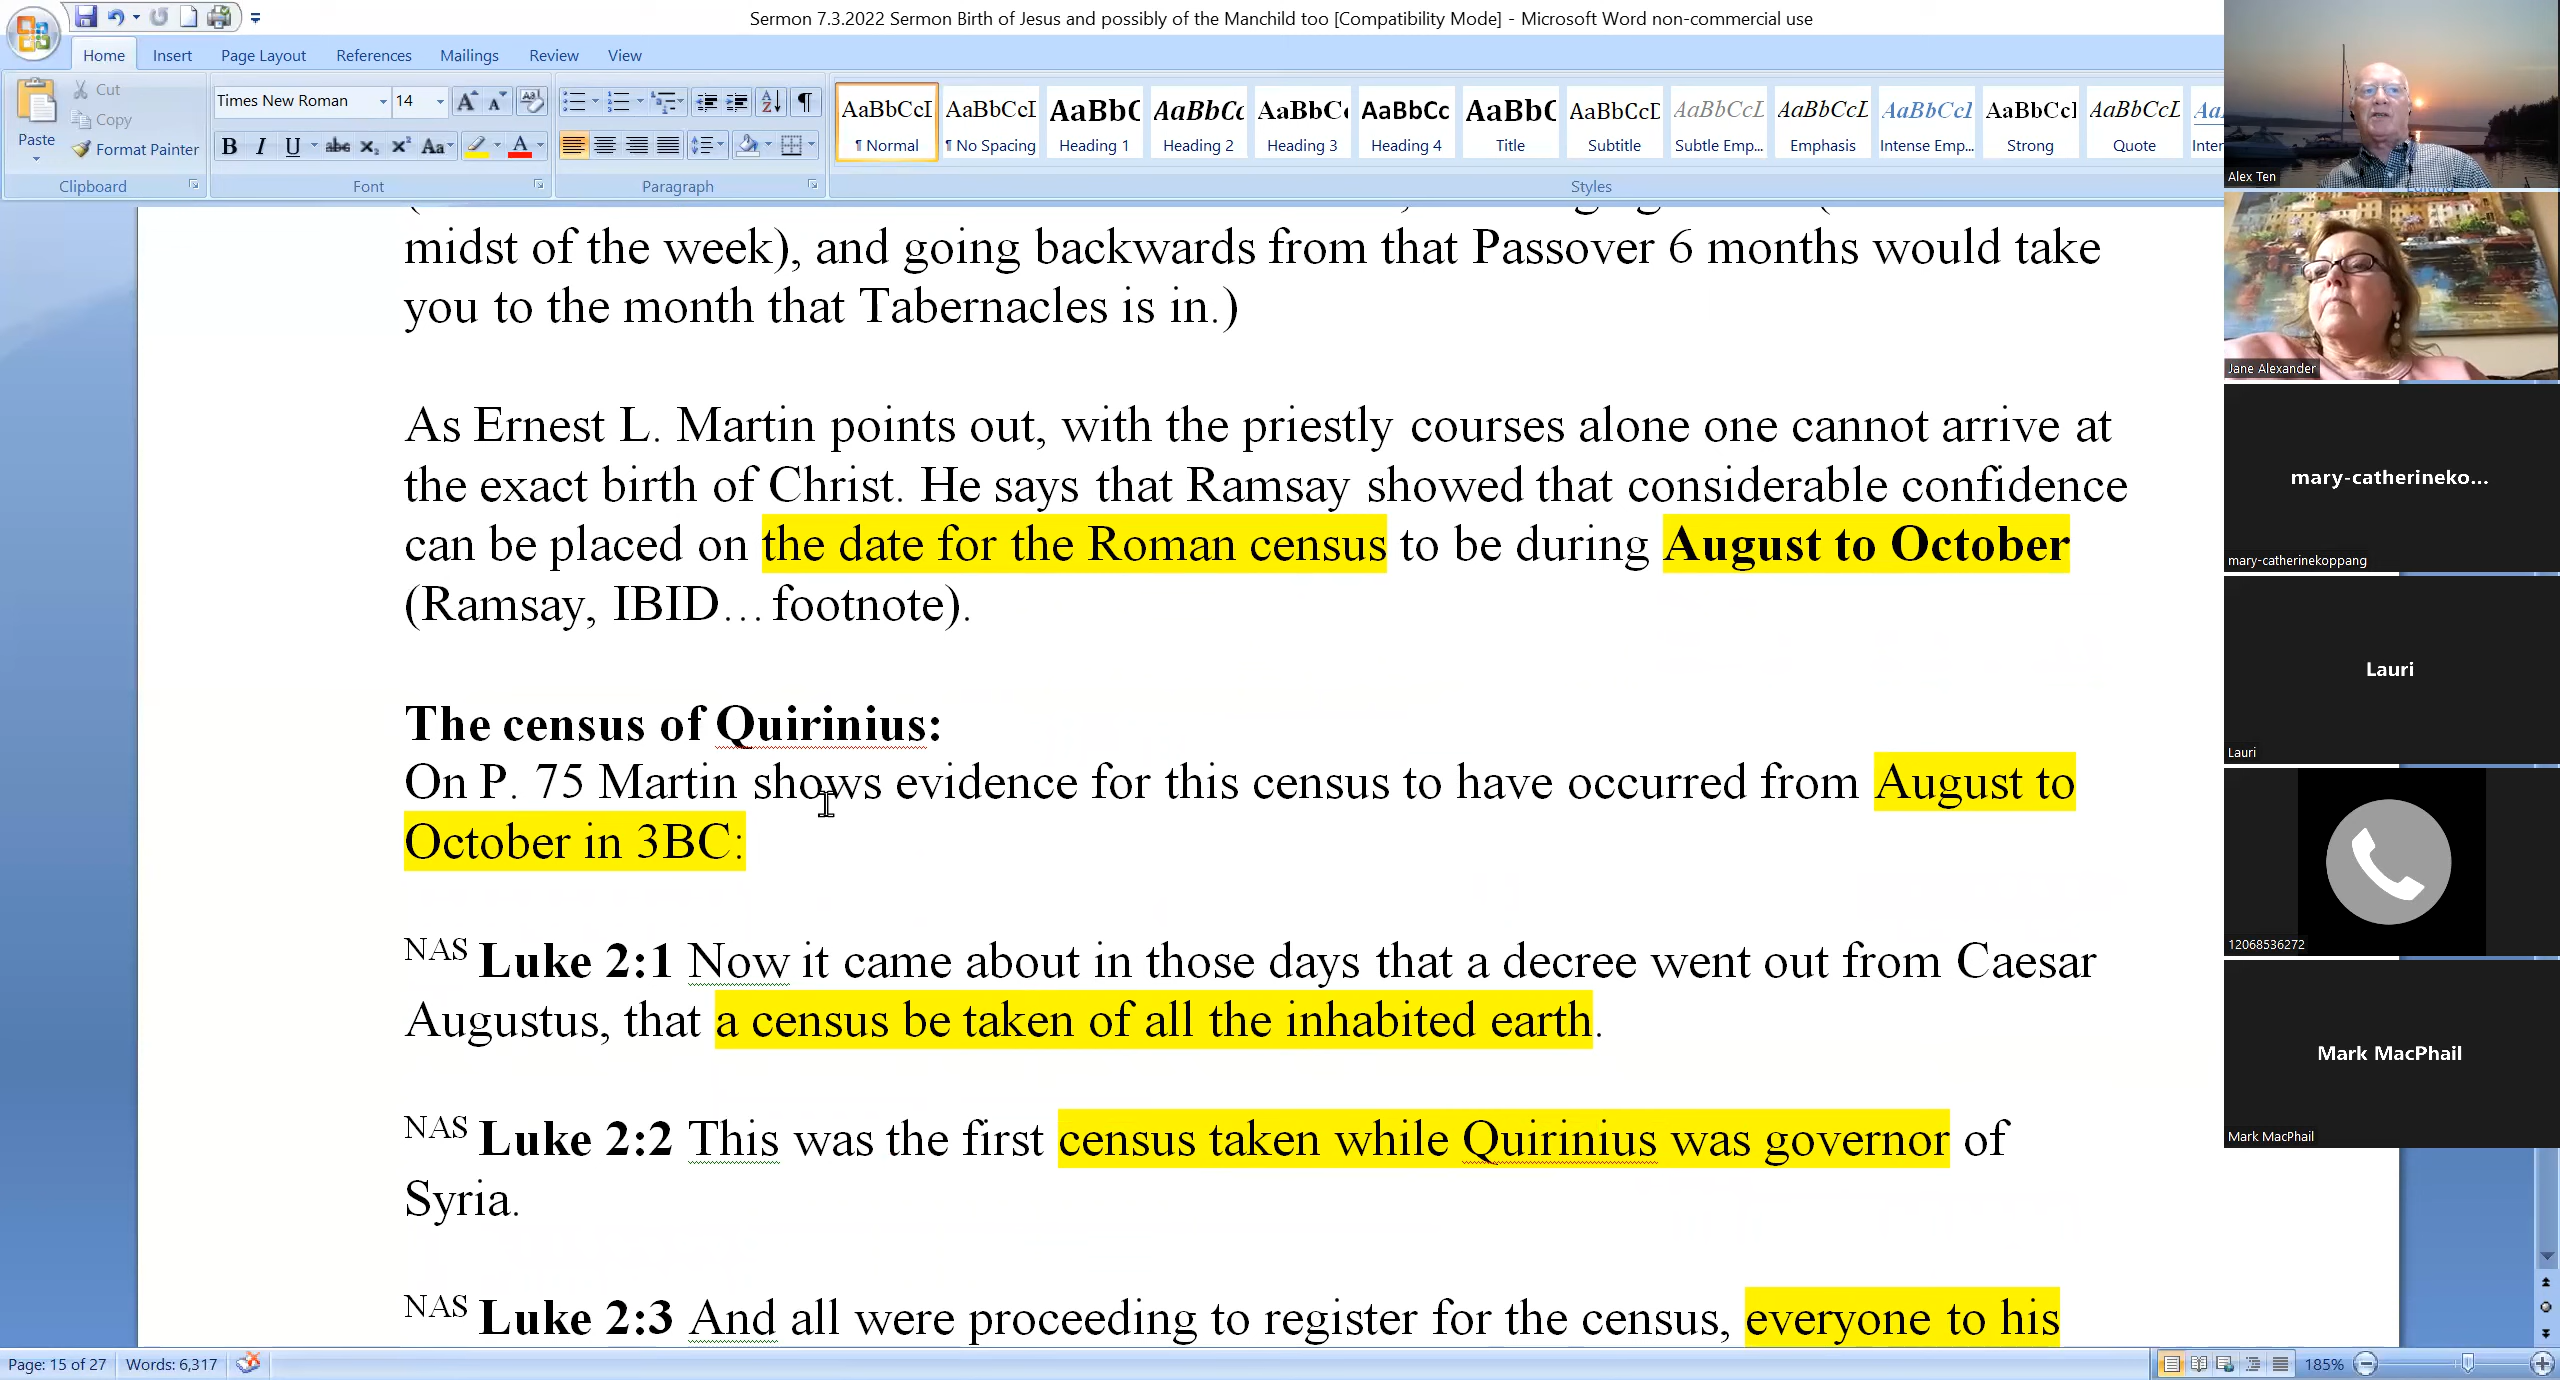 Sermon 7.3.2022 Sermon Birth of Jesus and possibly of the Manchild too [Compatibility Mode] - Microsoft Word non-commercial use
Home Insert Page Layout References Mailings Review View
Paste
Cut
Copy
Format Painter
Clipboard
Times New Roman 14
Font
Paragraph
AaBbCcI AaBbCcI AaBbC AaBbCc AaBbCc AaBbCc AaBbC AaBbCcD AaBbCcL AaBbCcL AaBbCcI AaBbCcI AaBbCcL
¶ Normal ¶ No Spacing Heading 1 Heading 2 Heading 3 Heading 4 Title Subtitle Subtle Emp... Emphasis Intense Emp... Strong Quote
Styles
midst of the week), and going backwards from that Passover 6 months would take
you to the month that Tabernacles is in.)
As Ernest L. Martin points out, with the priestly courses alone one cannot arrive at
the exact birth of Christ. He says that Ramsay showed that considerable confidence
can be placed on the date for the Roman census to be during August to October
(Ramsay, IBID… footnote).
The census of Quirinius:
On P. 75 Martin shows evidence for this census to have occurred from August to
October in 3BC:
NAS Luke 2:1 Now it came about in those days that a decree went out from Caesar
Augustus, that a census be taken of all the inhabited earth.
NAS Luke 2:2 This was the first census taken while Quirinius was governor of
Syria.
NAS Luke 2:3 And all were proceeding to register for the census, everyone to his
Page: 15 of 27 Words: 6,317
185%
Alex Ten
Jane Alexander
mary-catherineko...
mary-catherinekoppang
Lauri
Lauri
12068536272
Mark MacPhail
Mark MacPhail